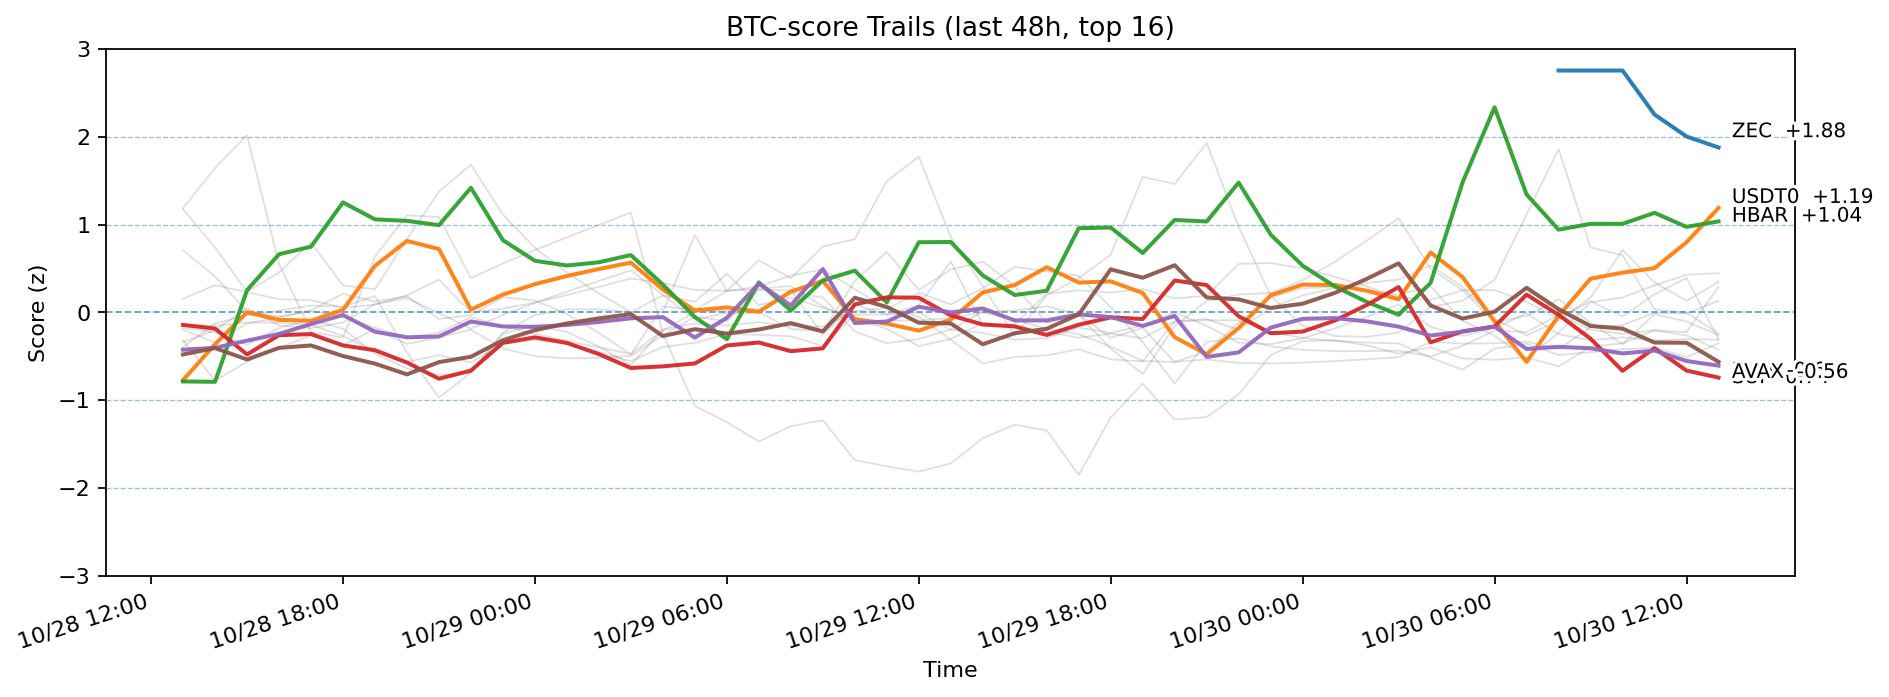 BTC-score Trails (last 48h, top 16)
Score (z)
3
2
1
0
−1
−2
−3
ZEC +1.88
USDT0 +1.19
HBAR +1.04
AVAX -0.56
10/28 12:00
10/28 18:00
10/29 00:00
10/29 06:00
10/29 12:00
10/29 18:00
10/30 00:00
10/30 06:00
10/30 12:00
Time